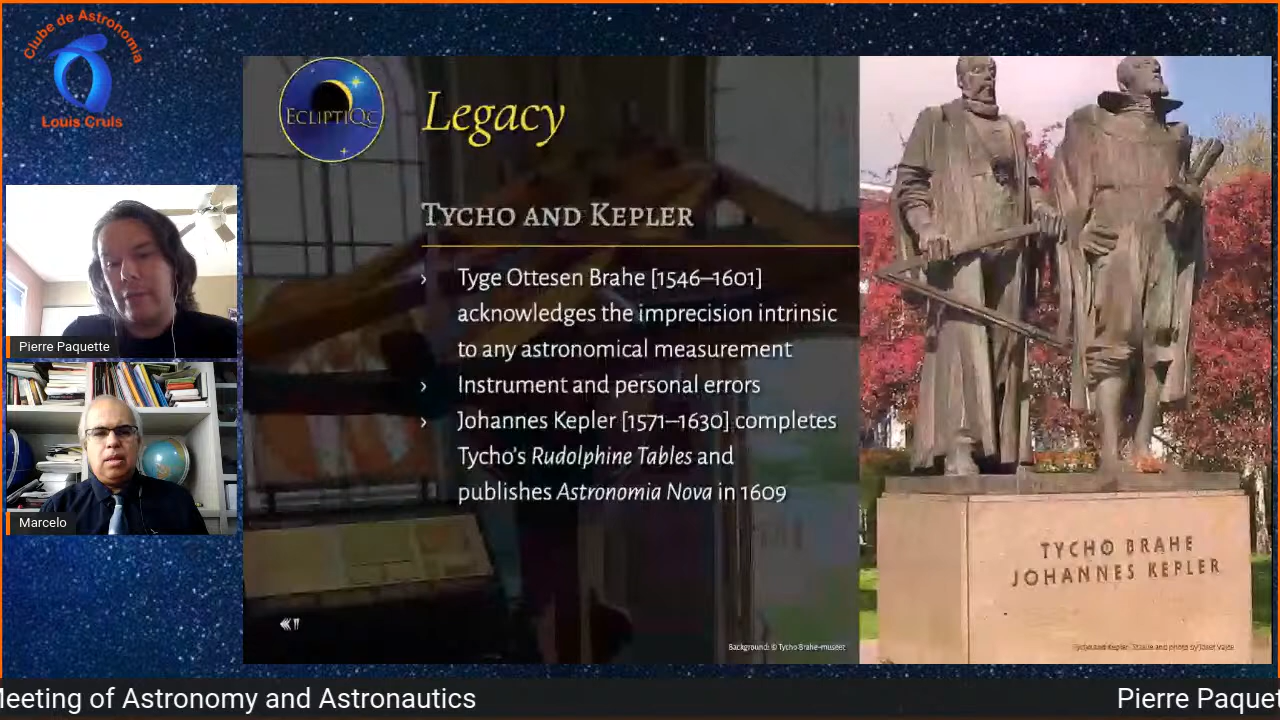 Clube de Astronomia
Louis Cruls
Pierre Paquette
Marcelo
ECLIPTIQC
Legacy
TYCHO AND KEPLER
› Tyge Ottesen Brahe [1546–1601]
acknowledges the imprecision intrinsic
to any astronomical measurement
› Instrument and personal errors
› Johannes Kepler [1571–1630] completes
Tycho’s Rudolphine Tables and
publishes Astronomia Nova in 1609
Background: © Tycho Brahe-museet
TYCHO BRAHE
JOHANNES KEPLER
Meeting of Astronomy and Astronautics
Pierre Paquet